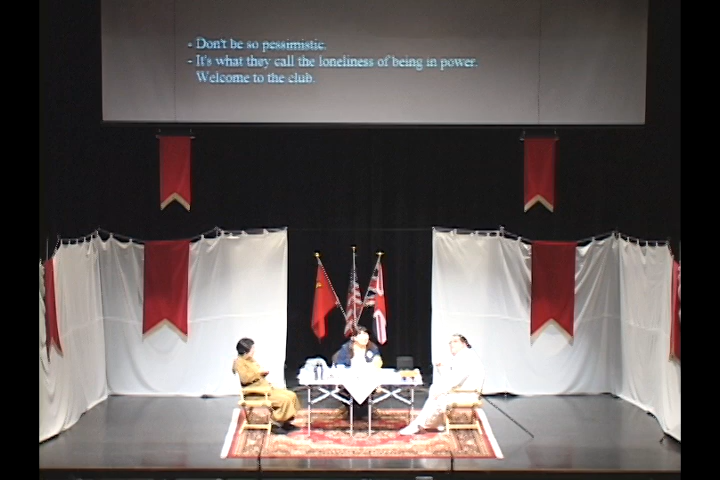 - Don't be so pessimistic.
- It's what they call the loneliness of being in power.
Welcome to the club.